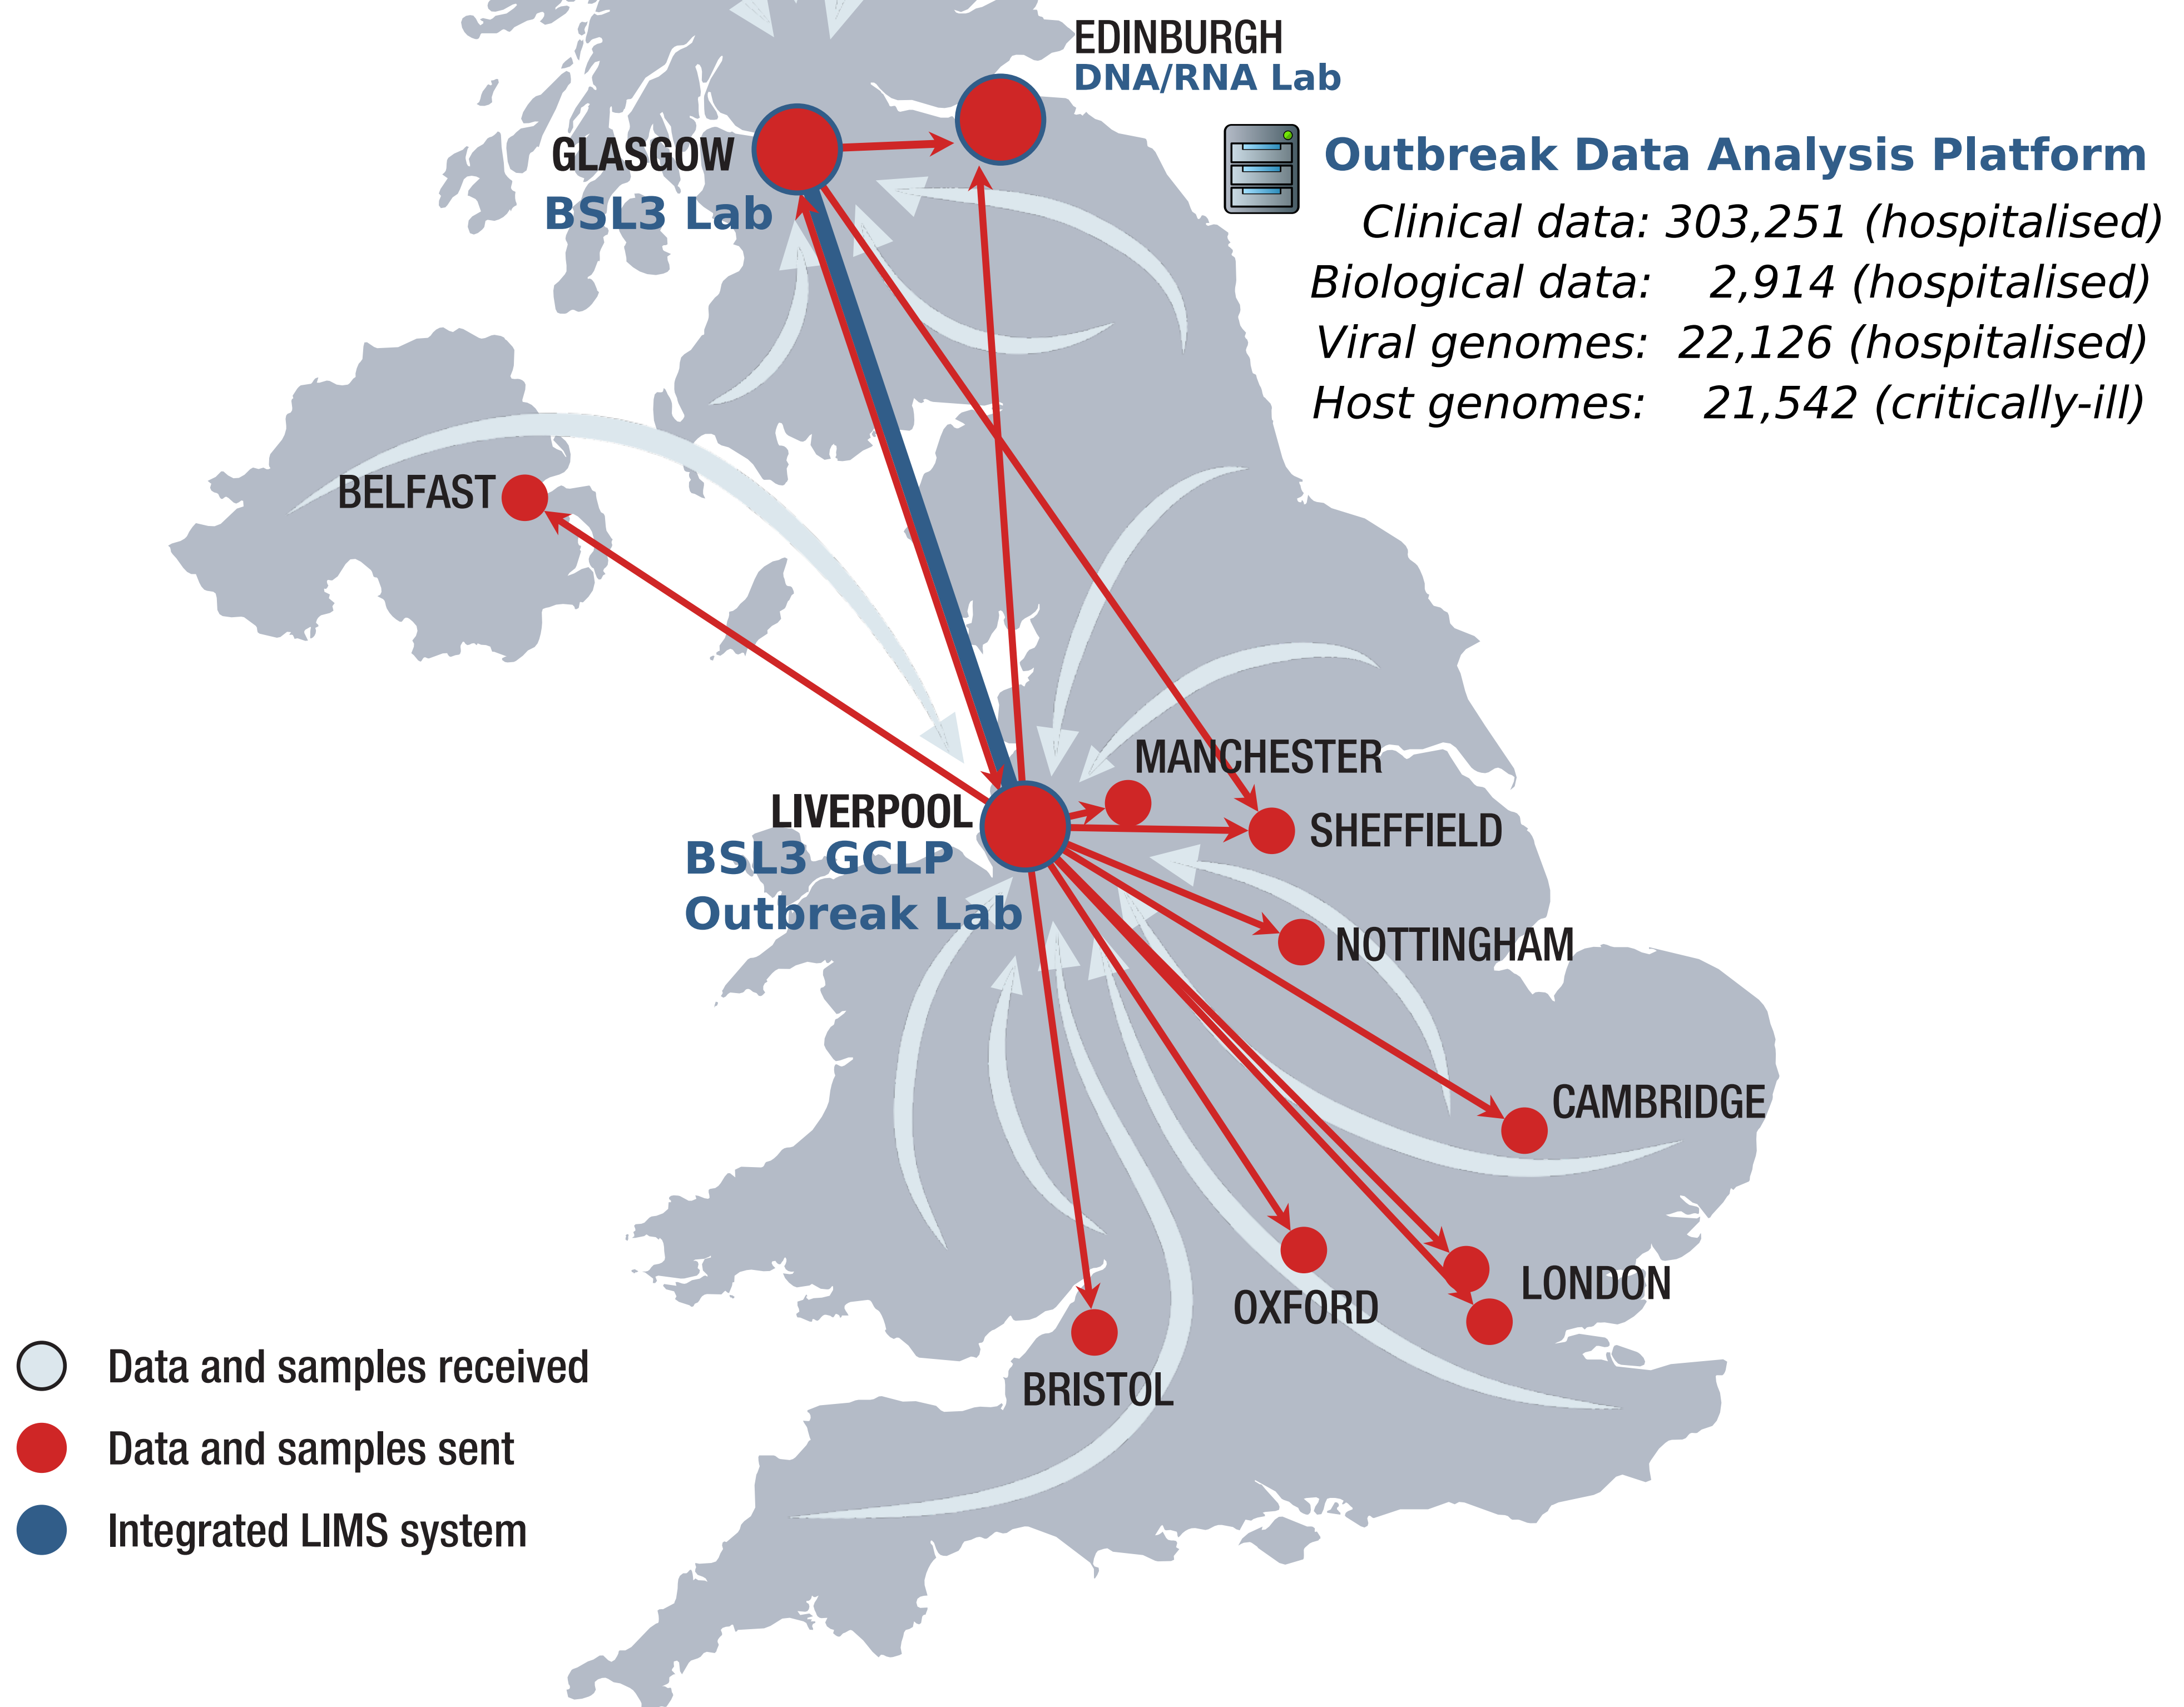 EDINBURGH
DNA/RNA Lab
GLASGOW
BSL3 Lab
Outbreak Data Analysis Platform
Clinical data: 303,251 (hospitalised)
Biological data: 2,914 (hospitalised)
Viral genomes: 22,126 (hospitalised)
Host genomes: 21,542 (critically-ill)
BELFAST
MANCHESTER
LIVERPOOL
BSL3 GCLP
Outbreak Lab
SHEFFIELD
NOTTINGHAM
CAMBRIDGE
LONDON
OXFORD
BRISTOL
Data and samples received
Data and samples sent
Integrated LIMS system